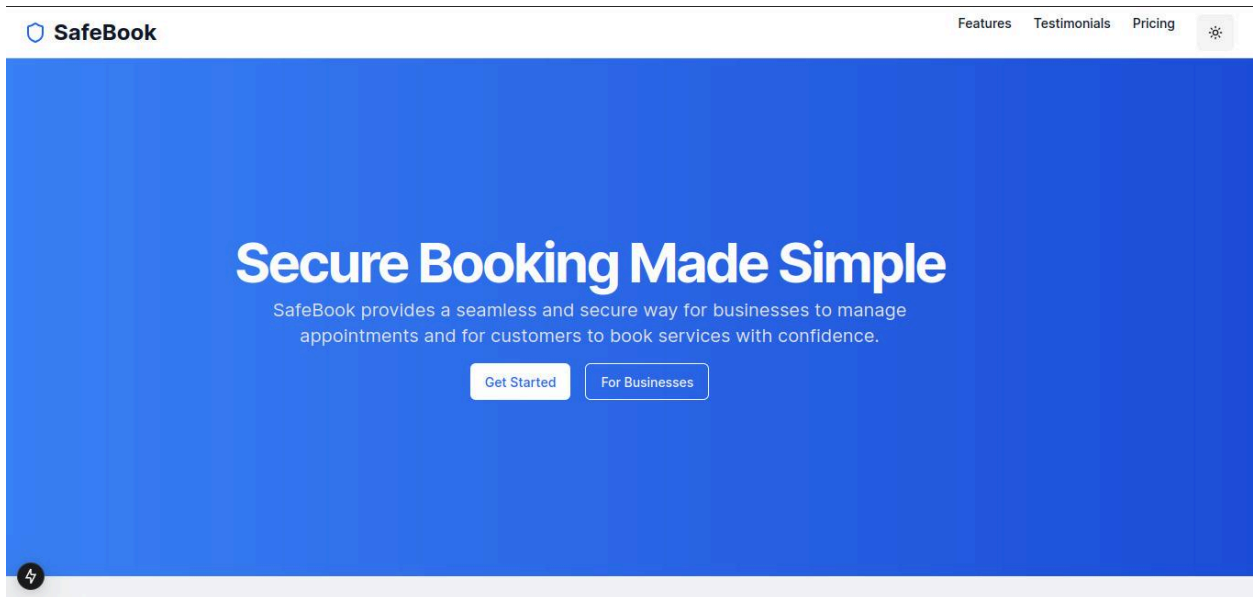 SafeBook
Features Testimonials Pricing
Secure Booking Made Simple
SafeBook provides a seamless and secure way for businesses to manage
appointments and for customers to book services with confidence.
Get Started For Businesses